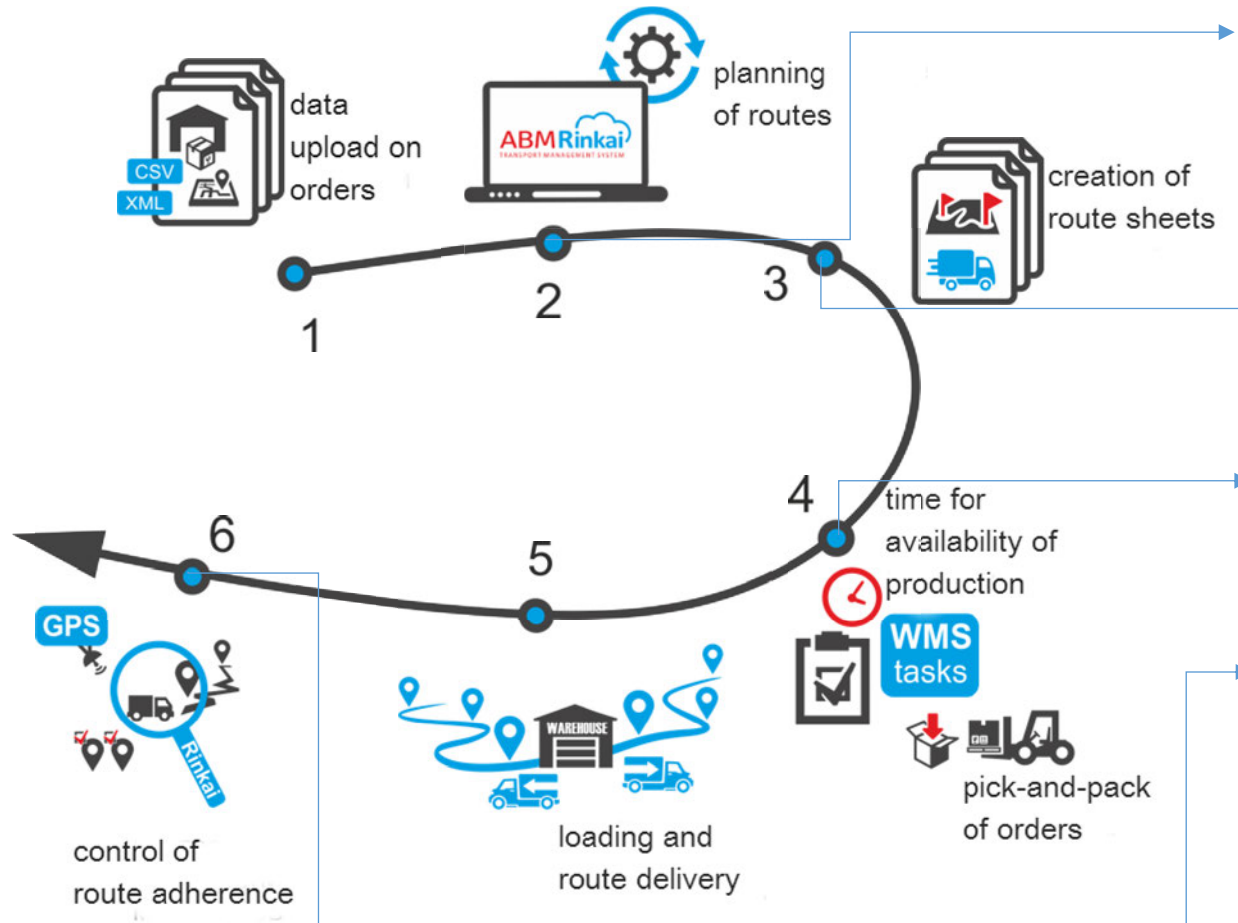 data
upload on
orders
CSV
XML
ABMRinkai
TRANSPORT MANAGEMENT SYSTEM
planning
of routes
creation of
route sheets
1
2
3
4
time for
availability of
production
WMS
tasks
pick-and-pack
of orders
5
WAREHOUSE
loading and
route delivery
6
GPS
Rinkai
control of
route adherence